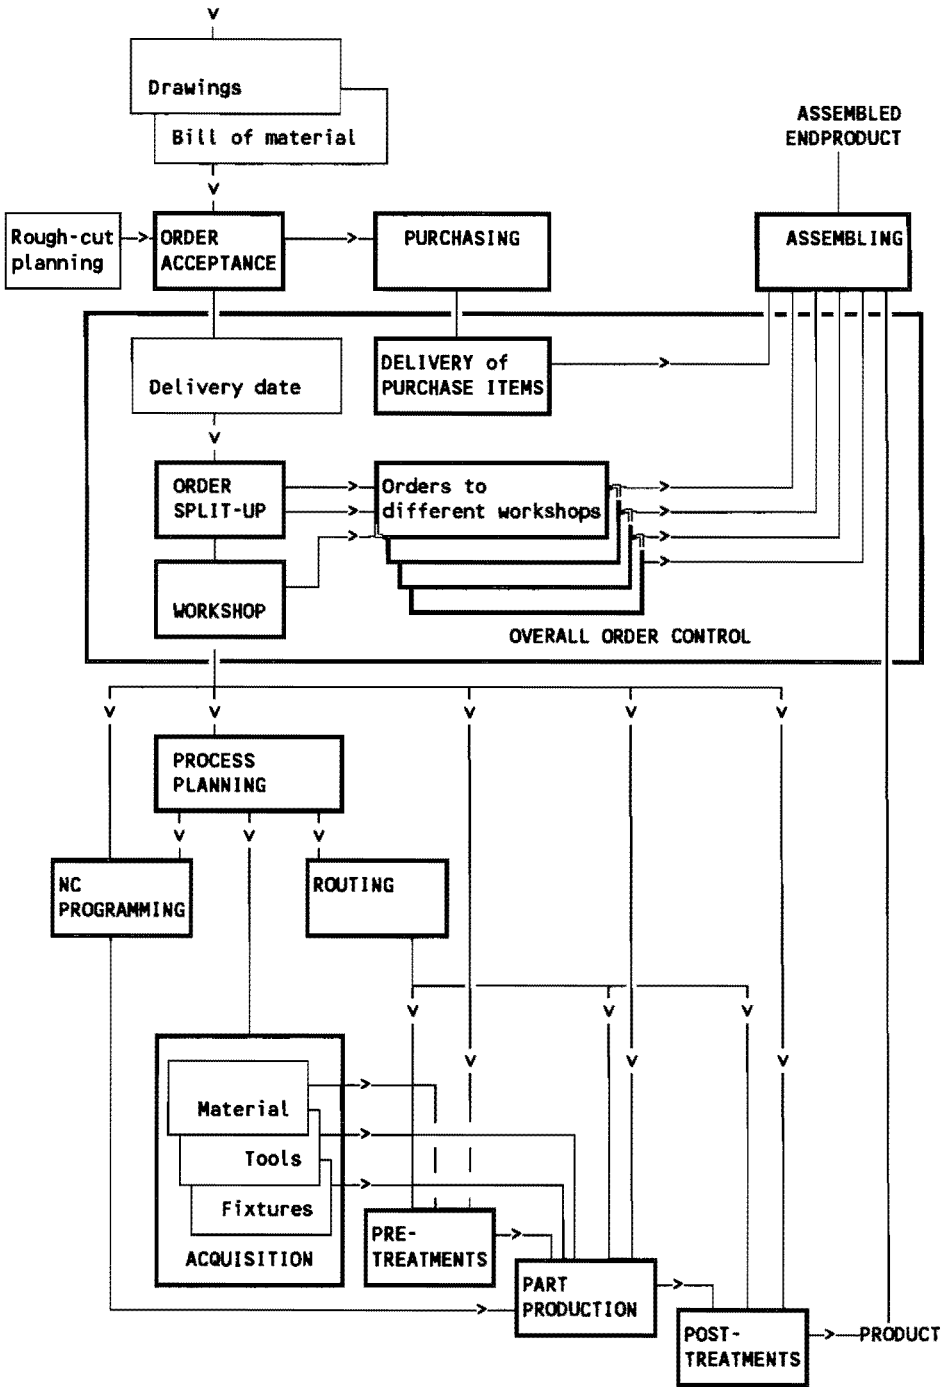 Drawings
Bill of material
ASSEMBLED
ENDPRODUCT
Rough-cut
planning
ORDER
ACCEPTANCE
PURCHASING
ASSEMBLING
Delivery date
DELIVERY of
PURCHASE ITEMS
ORDER
SPLIT-UP
Orders to
different workshops
WORKSHOP
OVERALL ORDER CONTROL
PROCESS
PLANNING
NC
PROGRAMMING
ROUTING
Material
Tools
Fixtures
ACQUISITION
PRE-
TREATMENTS
PART
PRODUCTION
POST-
TREATMENTS
PRODUCT